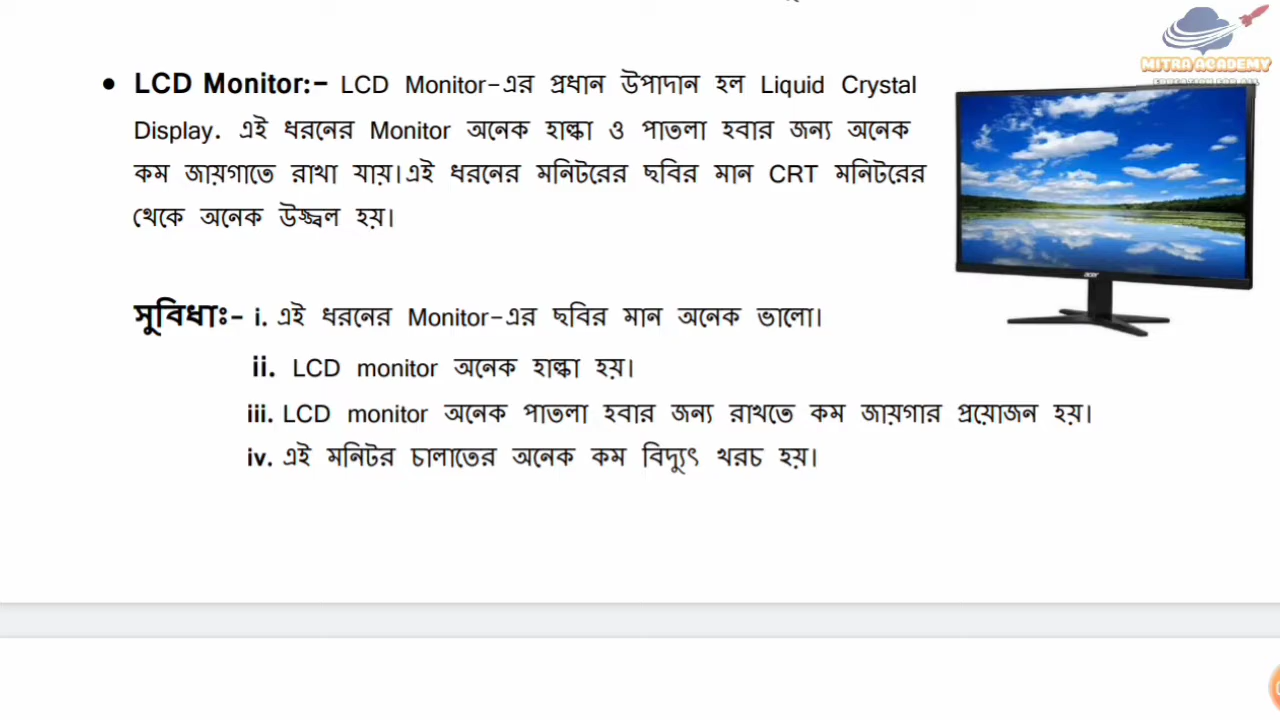 MITRA ACADEMY
• LCD Monitor:- LCD Monitor-এর প্রধান উপাদান হল Liquid Crystal
Display. এই ধরনের Monitor অনেক হাল্কা ও পাতলা হবার জন্য অনেক
কম জায়গাতে রাখা যায়।এই ধরনের মনিটরের ছবির মান CRT মনিটরের
থেকে অনেক উজ্জ্বল হয়।
acer
সুবিধাঃ- i. এই ধরনের Monitor-এর ছবির মান অনেক ভালো।
ii. LCD monitor অনেক হাল্কা হয়।
iii. LCD monitor অনেক পাতলা হবার জন্য রাখতে কম জায়গার প্রয়োজন হয়।
iv. এই মনিটর চালাতের অনেক কম বিদ্যুৎ খরচ হয়।